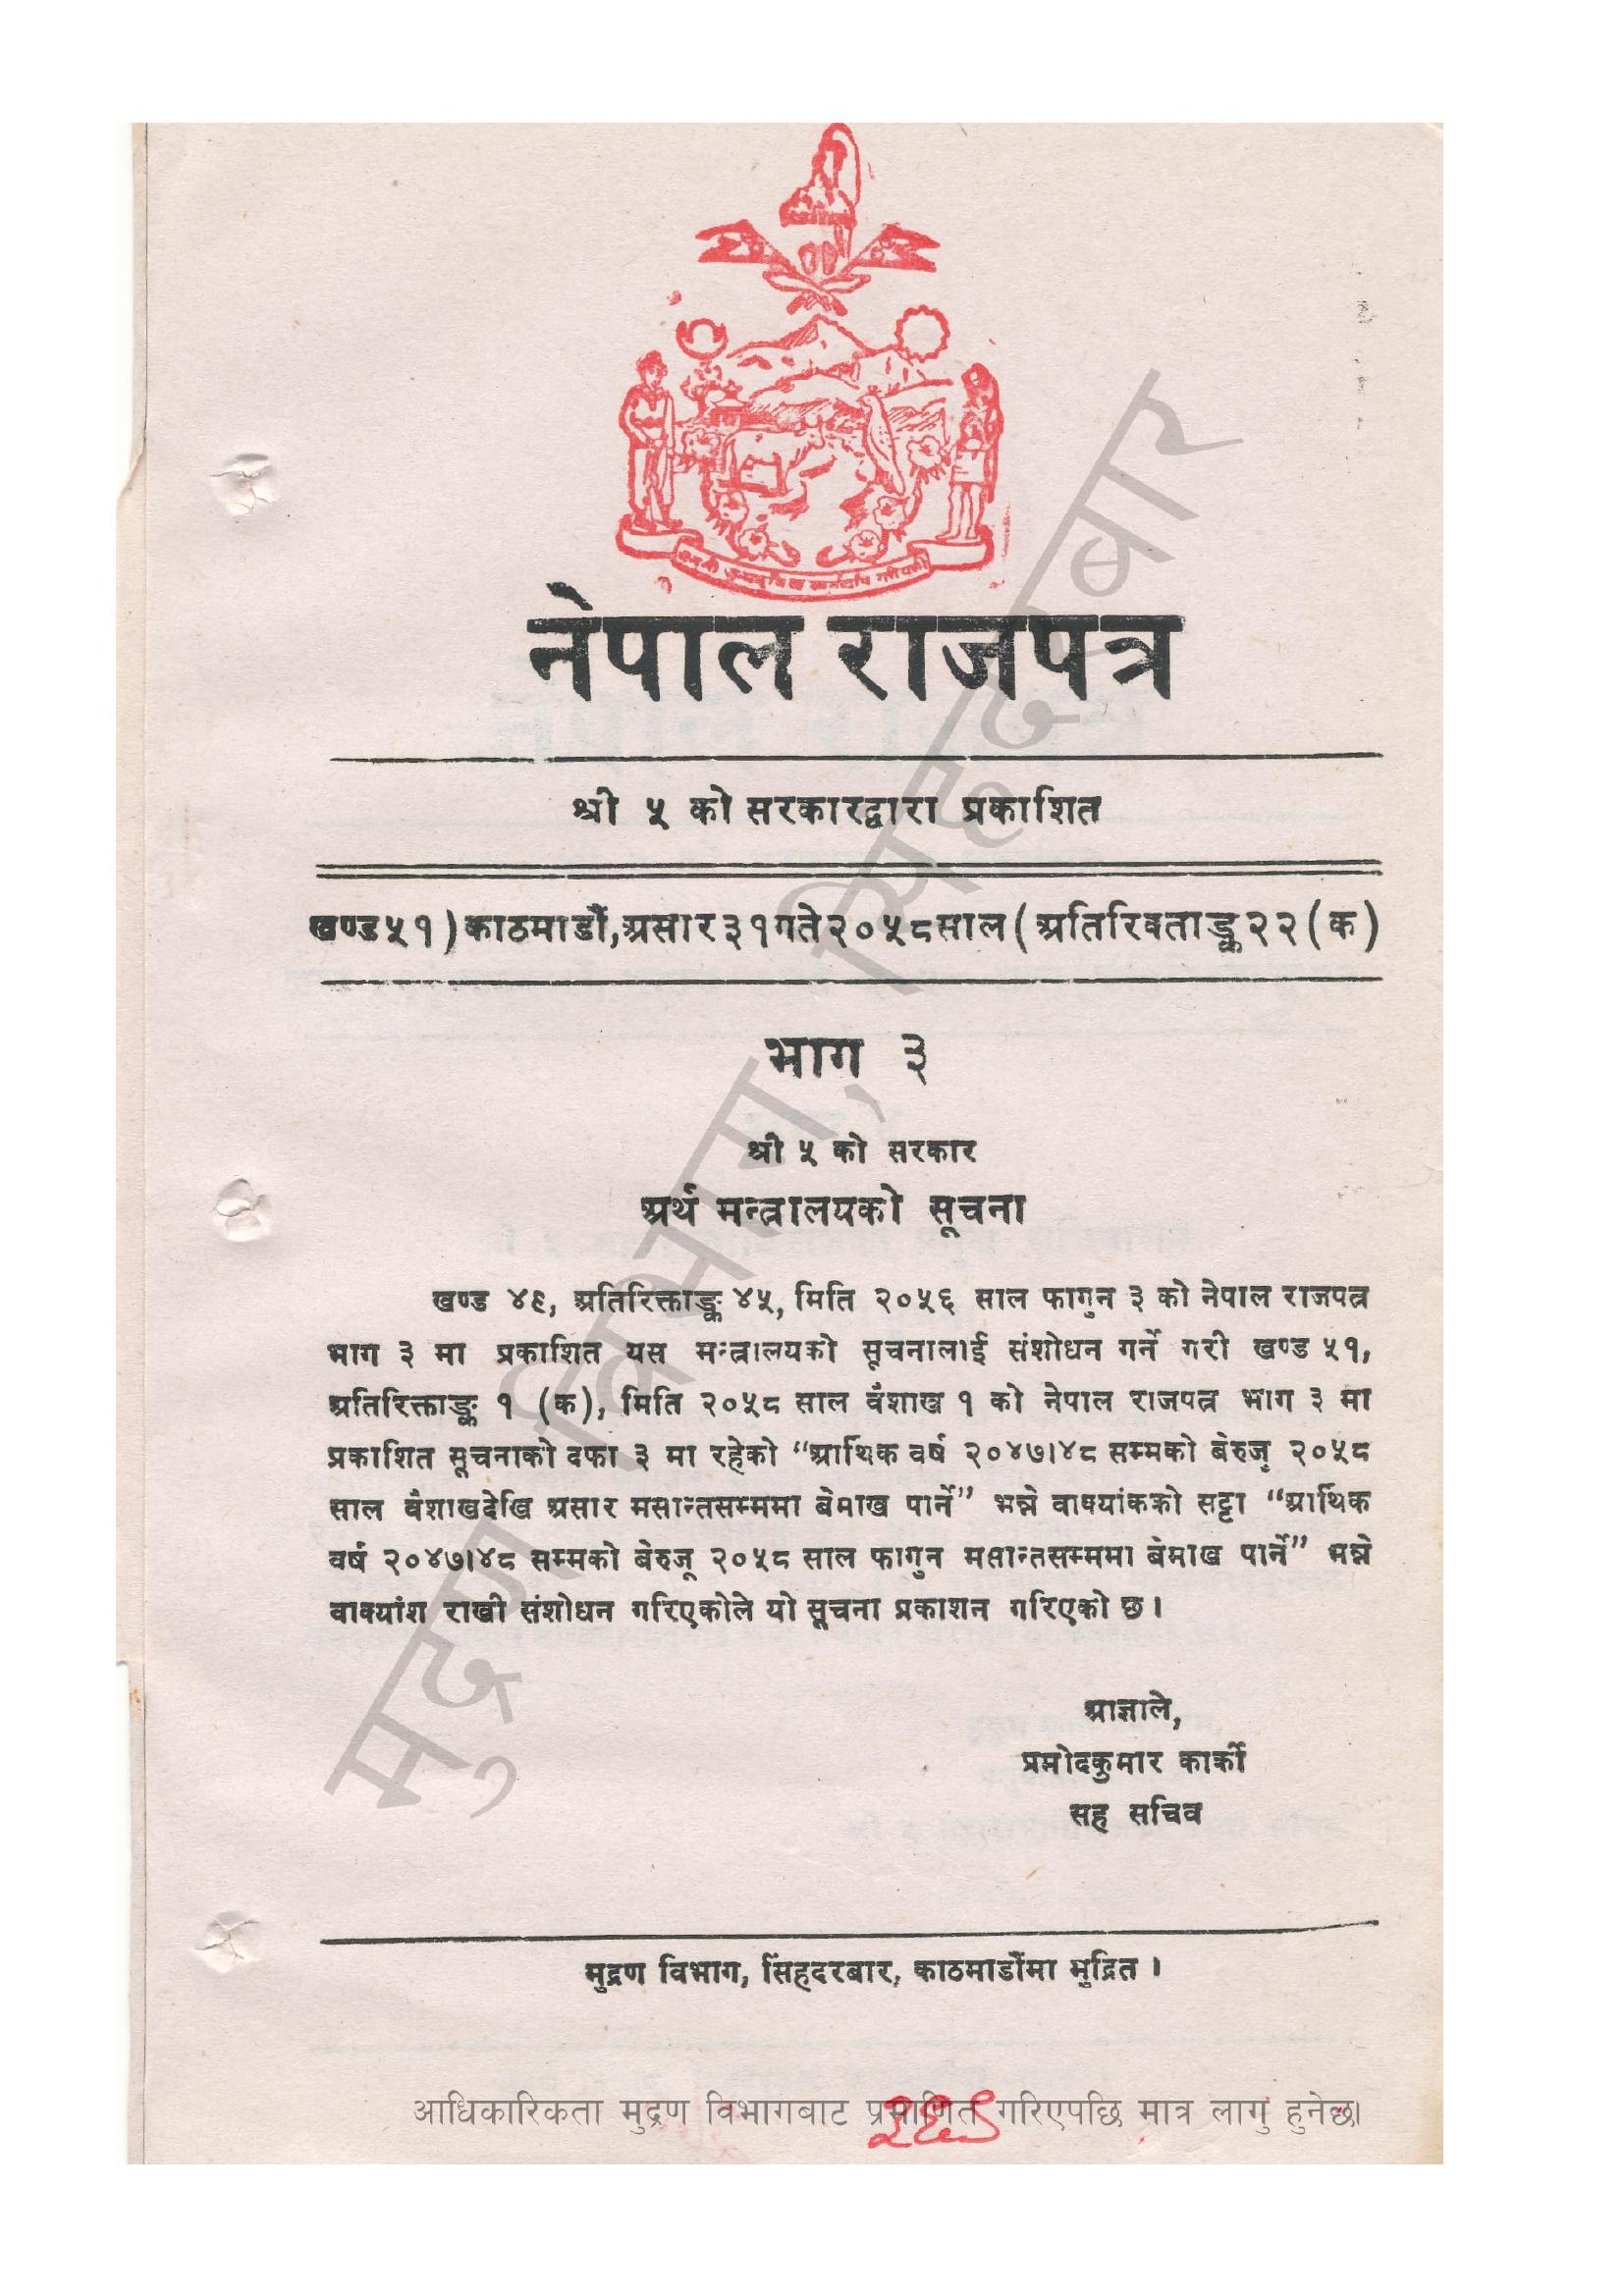 नेपाल राजपत्र
श्री ५ को सरकारद्वारा प्रकाशित
खण्ड ५१) काठमाडौं, असार ३१ गते २०५८ साल (अतिरिक्ताङ्क २२ (क)
भाग ३
श्री ५ को सरकार
अर्थ मन्त्रालयको सूचना
खण्ड ४९, अतिरिक्ताङ्क ४५, मिति २०५६ साल फागुन ३ को नेपाल राजपत्र
भाग ३ मा प्रकाशित यस मन्त्रालयको सूचनालाई संशोधन गर्ने गरी खण्ड ५१,
अतिरिक्ताङ्क १ (क), मिति २०५८ साल वैशाख १ को नेपाल राजपत्र भाग ३ मा
प्रकाशित सूचनाको दफा ३ मा रहेको “आर्थिक वर्ष २०४७।४८ सम्मको बेरुजू २०५८
साल वैशाखदेखि असार मसान्तसम्ममा बेमाख पार्ने” भन्ने वाक्यांकको सट्टा “आर्थिक
वर्ष २०४७।४८ सम्मको बेरुजू २०५८ साल फागुन मसान्तसम्ममा बेमाख पार्ने” भन्ने
वाक्यांश राखी संशोधन गरिएकोले यो सूचना प्रकाशन गरिएको छ।
आज्ञाले,
प्रमोदकुमार कार्की
सह सचिव
मुद्रण विभाग, सिंहदरबार, काठमाडौंमा मुद्रित ।
आधिकारिकता मुद्रण विभागबाट प्रमाणित गरिएपछि मात्र लागु हुनेछ।
मुद्रण विभाग, सिंहदरबार